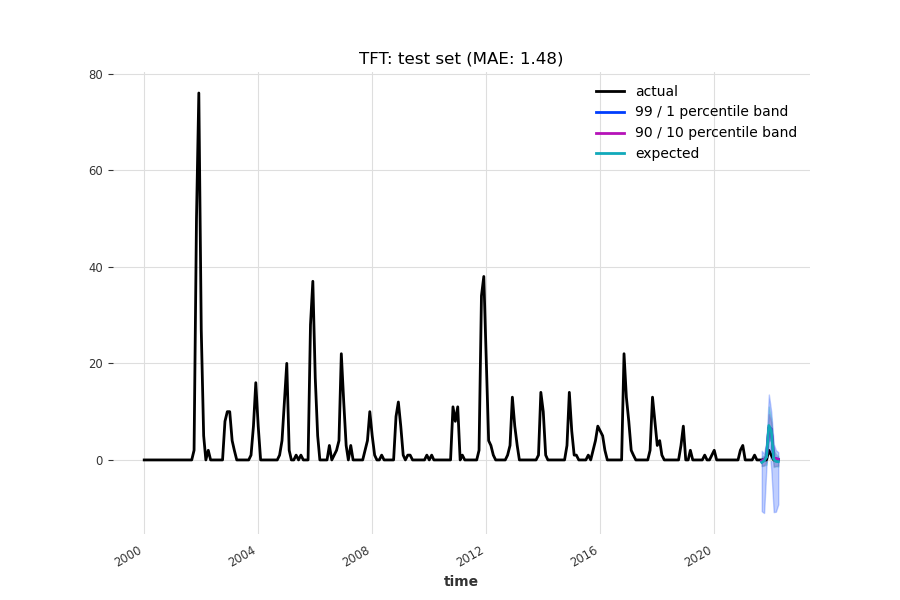 TFT: test set (MAE: 1.48)
actual
99 / 1 percentile band
90 / 10 percentile band
expected
80
60
40
20
0
2000
2004
2008
2012
2016
2020
time